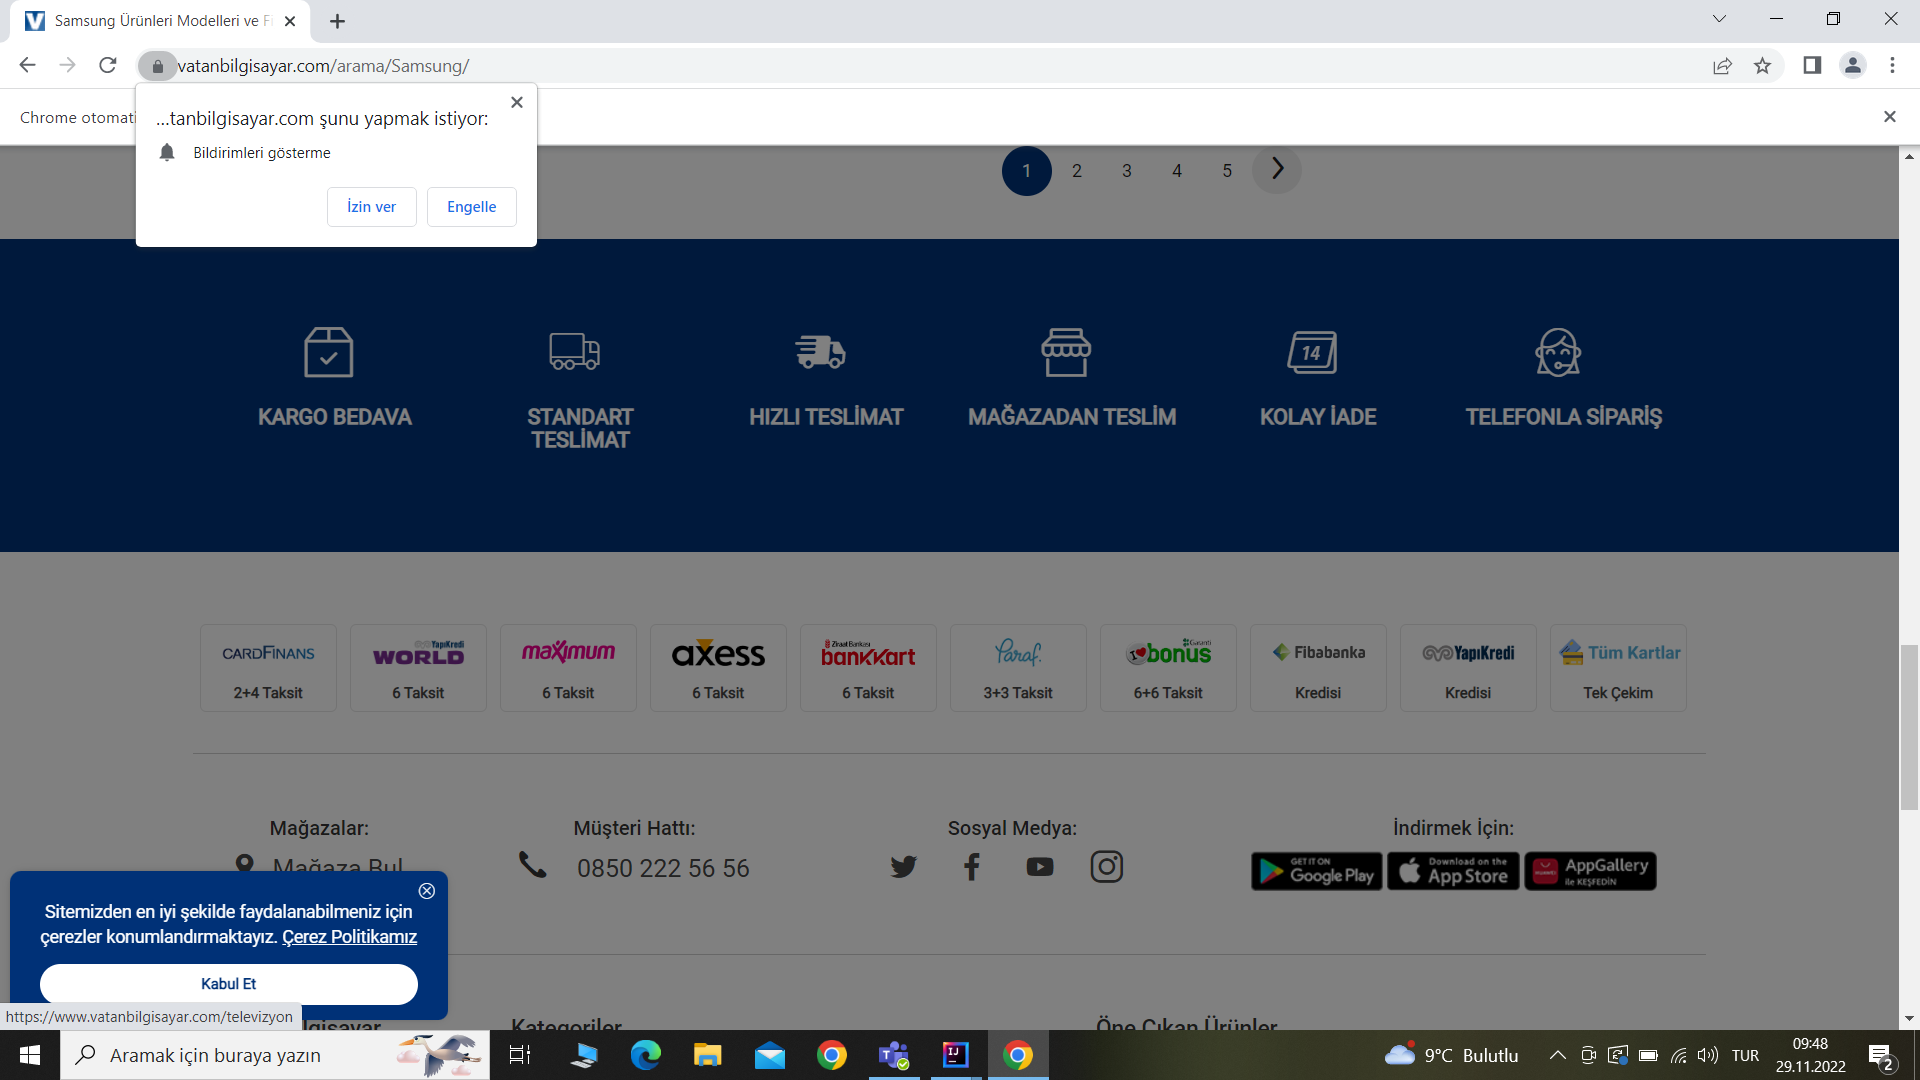 Samsung Ürünleri Modelleri ve Fi
vatanbilgisayar.com/arama/Samsung/
Chrome otomati
...tanbilgisayar.com şunu yapmak istiyor:
Bildirimleri gösterme
İzin ver
Engelle
1 2 3 4 5
14
KARGO BEDAVA
STANDART
TESLİMAT
HIZLI TESLİMAT
MAĞAZADAN TESLİM
KOLAY İADE
TELEFONLA SİPARİŞ
CARDFINANS
2+4 Taksit
YapıKredi
WORLD
6 Taksit
maximum
6 Taksit
axess
6 Taksit
Ziraat Bankası
bankkart
6 Taksit
Paraf.
3+3 Taksit
Garanti
bonus
6+6 Taksit
Fibabanka
Kredisi
YapıKredi
Kredisi
Tüm Kartlar
Tek Çekim
Mağazalar:
Mağaza Bul
Müşteri Hattı:
0850 222 56 56
Sosyal Medya:
İndirmek İçin:
GET IT ON
Google Play
Download on the
App Store
HUAWEI
AppGallery
ile KEŞFEDİN
Sitemizden en iyi şekilde faydalanabilmeniz için
çerezler konumlandırmaktayız. Çerez Politikamız
Kabul Et
https://www.vatanbilgisayar.com/televizyon
lgisayar
Kategoriler
Öne Çıkan Ürünler
Aramak için buraya yazın
9°C Bulutlu
TUR
09:48
29.11.2022
2